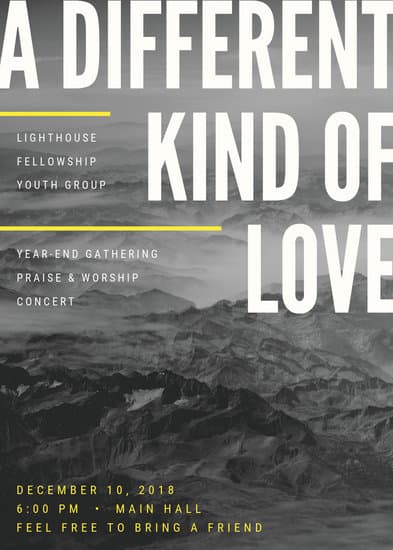 A DIFFERENT
KIND OF
LOVE
LIGHTHOUSE
FELLOWSHIP
YOUTH GROUP
YEAR-END GATHERING
PRAISE & WORSHIP
CONCERT
DECEMBER 10, 2018
6:00 PM • MAIN HALL
FEEL FREE TO BRING A FRIEND